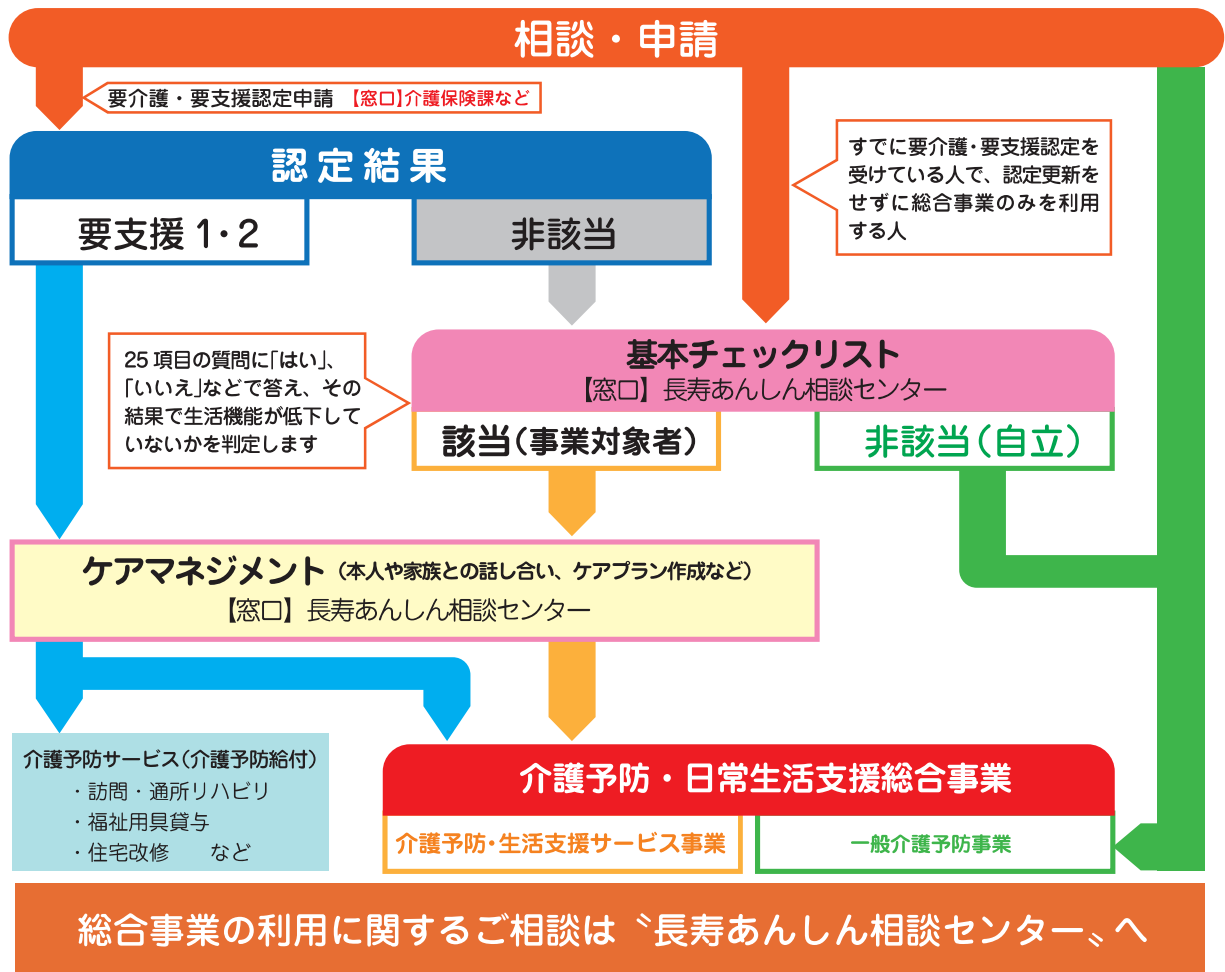 相談・申請
要介護・要支援認定申請 【窓口】介護保険課など
認定結果
要支援 1・2
非該当
すでに要介護・要支援認定を
受けている人で、認定更新を
せずに総合事業のみを利用
する人
25 項目の質問に「はい」、
「いいえ」などで答え、その
結果で生活機能が低下して
いないかを判定します
基本チェックリスト
【窓口】長寿あんしん相談センター
該当(事業対象者)
非該当(自立)
ケアマネジメント(本人や家族との話し合い、ケアプラン作成など)
【窓口】長寿あんしん相談センター
介護予防サービス(介護予防給付)
・訪問・通所リハビリ
・福祉用具貸与
・住宅改修 など
介護予防・日常生活支援総合事業
介護予防・生活支援サービス事業
一般介護予防事業
総合事業の利用に関するご相談は〝長寿あんしん相談センター〟へ